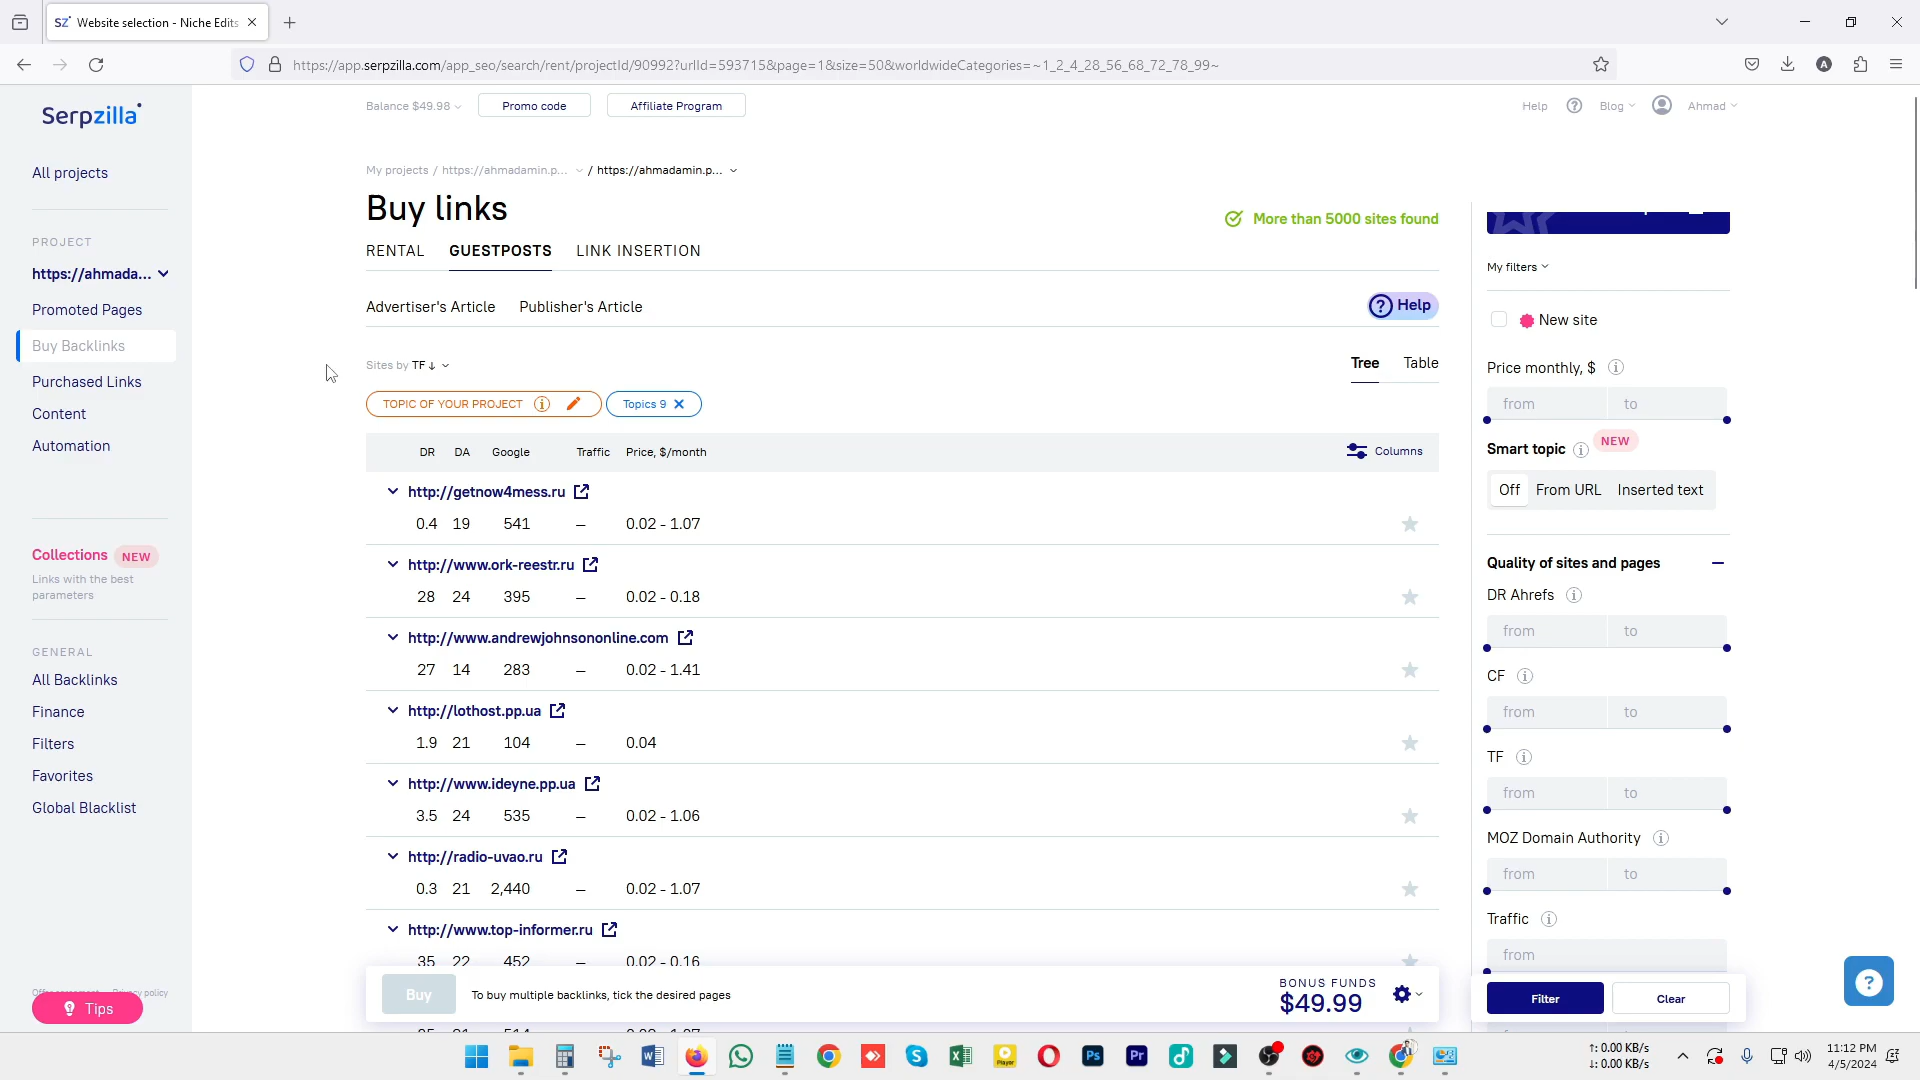 SZ Website selection - Niche Edits
https://app.serpzilla.com/app_seo/search/rent/projectId/90992?urlId=593715&page=1&size=50&worldwideCategories=~1_2_4_28_56_68_72_78_99~
Serpzilla
Balance $49.98
Promo code
Affiliate Program
Help
Blog
Ahmad
All projects
PROJECT
https://ahmada...
Promoted Pages
Buy Backlinks
Purchased Links
Content
Automation
Collections NEW
Links with the best
parameters
GENERAL
All Backlinks
Finance
Filters
Favorites
Global Blacklist
Tips
My projects / https://ahmadamin.p... / https://ahmadamin.p...
Buy links
More than 5000 sites found
RENTAL GUESTPOSTS LINK INSERTION
Advertiser's Article Publisher's Article
Help
Sites by TF↓
Tree Table
TOPIC OF YOUR PROJECT
Topics 9
DR DA Google Traffic Price, $/month
Columns
http://getnow4mess.ru
0.4 19 541 – 0.02 - 1.07
http://www.ork-reestr.ru
28 24 395 – 0.02 - 0.18
http://www.andrewjohnsononline.com
27 14 283 – 0.02 - 1.41
http://lothost.pp.ua
1.9 21 104 – 0.04
http://www.ideyne.pp.ua
3.5 24 535 – 0.02 - 1.06
http://radio-uvao.ru
0.3 21 2,440 – 0.02 - 1.07
http://www.top-informer.ru
35 22 452 – 0.02 - 0.16
Buy
To buy multiple backlinks, tick the desired pages
BONUS FUNDS
$49.99
My filters
New site
Price monthly, $
from to
Smart topic NEW
Off From URL Inserted text
Quality of sites and pages
DR Ahrefs
from to
CF
from to
TF
from to
MOZ Domain Authority
from to
Traffic
from
Filter Clear
↑: 0.00 KB/s
↓: 0.00 KB/s
11:12 PM
4/5/2024